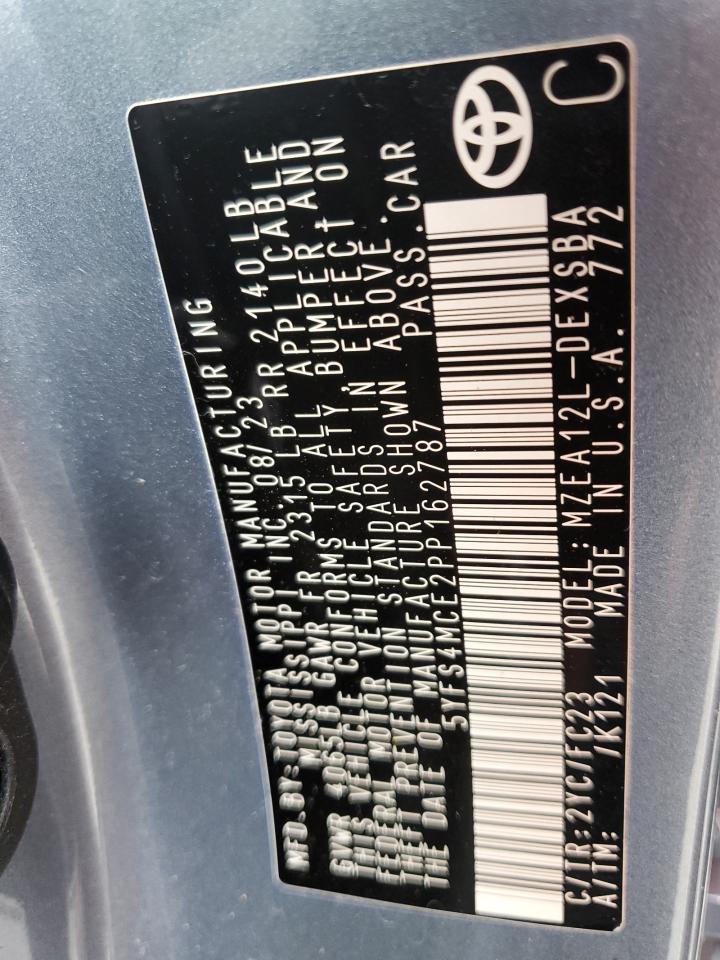 MFD.BY:TOYOTA MOTOR MANUFACTURING
MISSISSIPPI INC 08/23
GVWR 4065LB GAWR FR 2315 LB RR 2140 LB
THIS VEHICLE CONFORMS TO ALL APPLICABLE
FEDERAL MOTOR VEHICLE SAFETY, BUMPER, AND
THEFT PREVENTION STANDARDS IN EFFECT ON
THE DATE OF MANUFACTURE SHOWN ABOVE.
5YFS4MCE2PP162787 PASS.CAR
C/TR:2YC/FC23 MODEL:MZEA12L-DEXSBA
A/TM: /K121 MADE IN U.S.A. 772
C